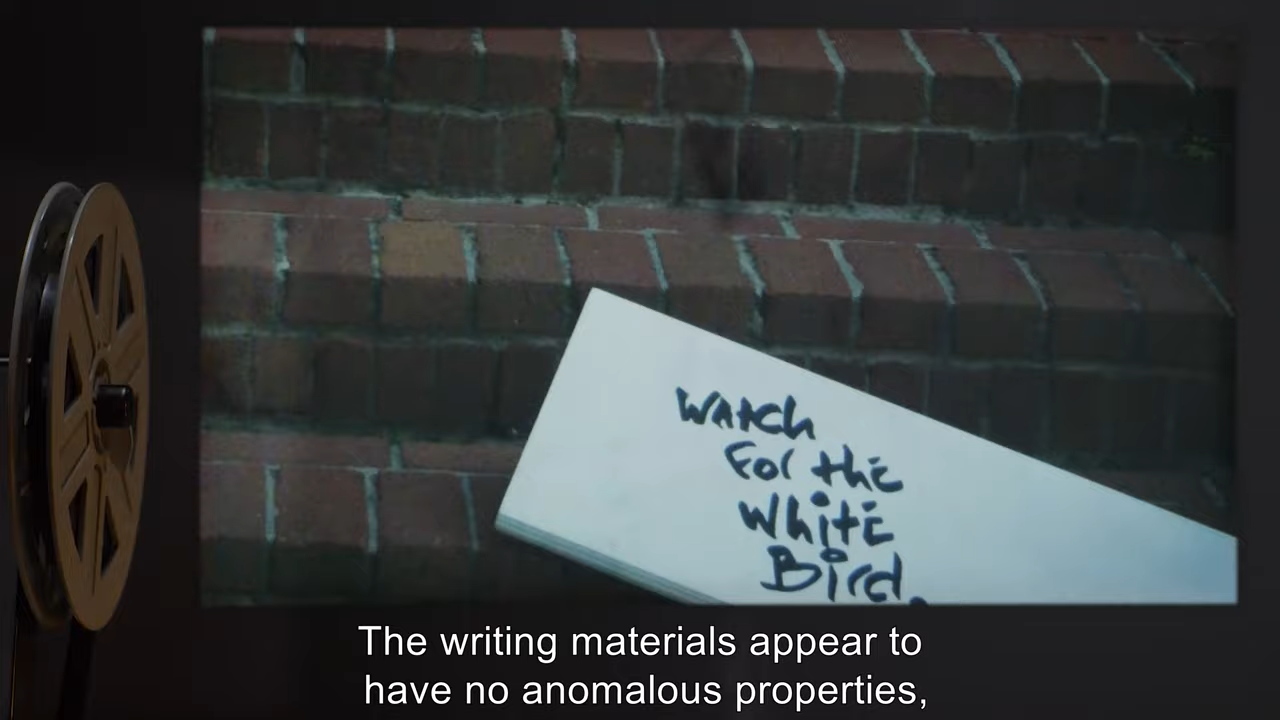 Watch
For the
White
Bird.
The writing materials appear to
have no anomalous properties,